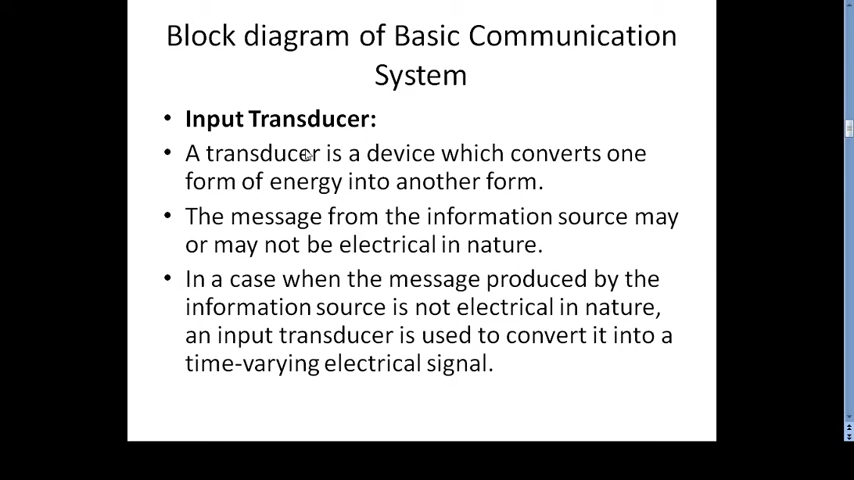 Block diagram of Basic Communication
System
• Input Transducer:
• A transducer is a device which converts one
form of energy into another form.
• The message from the information source may
or may not be electrical in nature.
• In a case when the message produced by the
information source is not electrical in nature,
an input transducer is used to convert it into a
time-varying electrical signal.